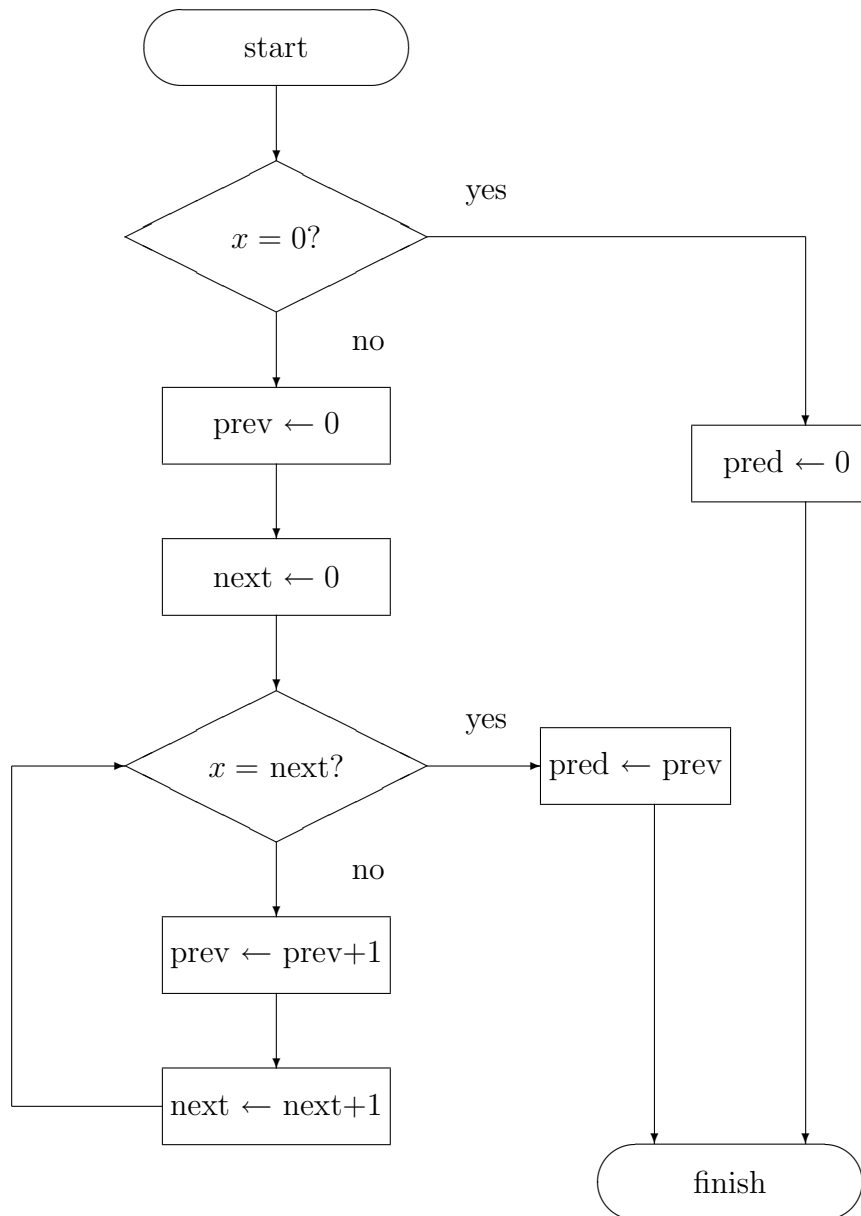 start
x = 0?
yes
no
prev ← 0
pred ← 0
next ← 0
x = next?
yes
pred ← prev
no
prev ← prev+1
next ← next+1
finish